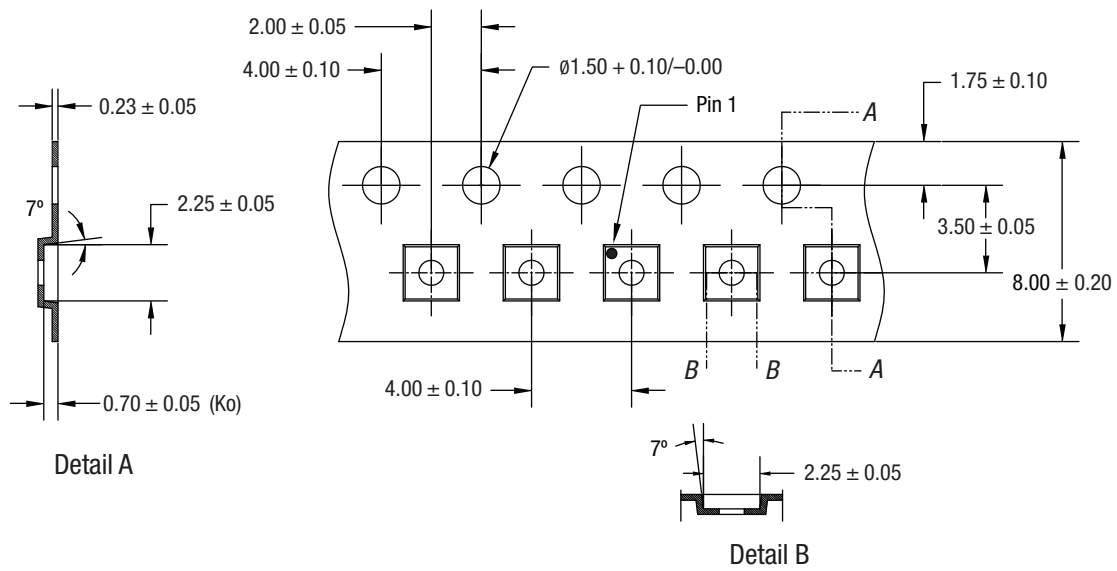 2.00 ± 0.05
4.00 ± 0.10
ø1.50 + 0.10/–0.00
1.75 ± 0.10
0.23 ± 0.05
Pin 1
A
7º
2.25 ± 0.05
3.50 ± 0.05
8.00 ± 0.20
B
B
A
4.00 ± 0.10
0.70 ± 0.05 (Ko)
Detail A
7º
2.25 ± 0.05
Detail B